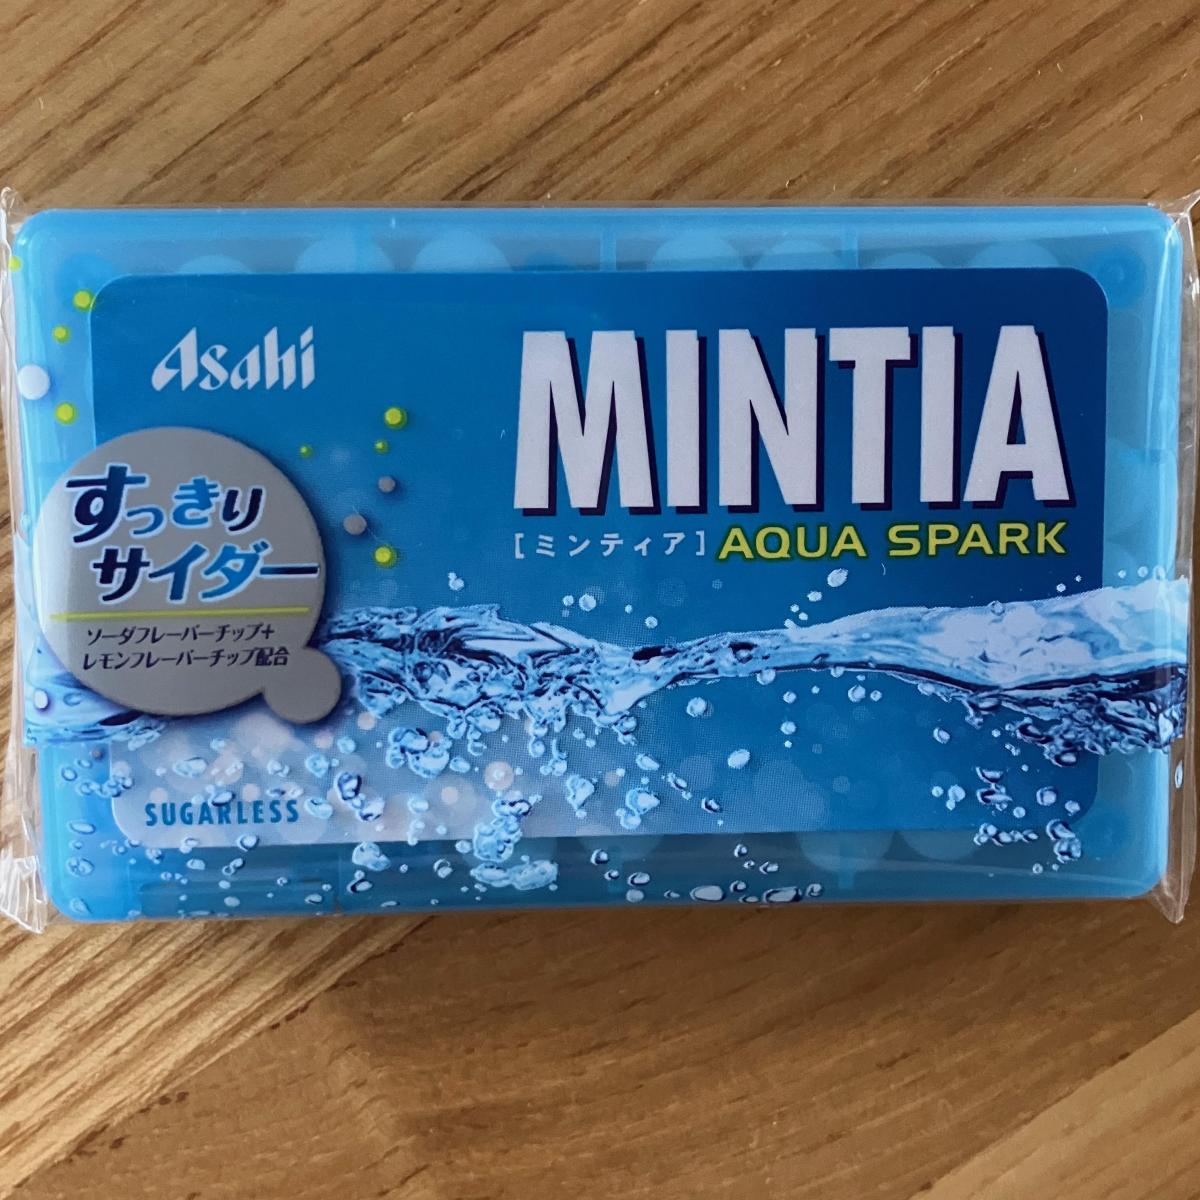 Asahi
MINTIA
[ミンティア] AQUA SPARK
すっきり
サイダー
ソーダフレーバーチップ+
レモンフレーバーチップ配合
SUGARLESS